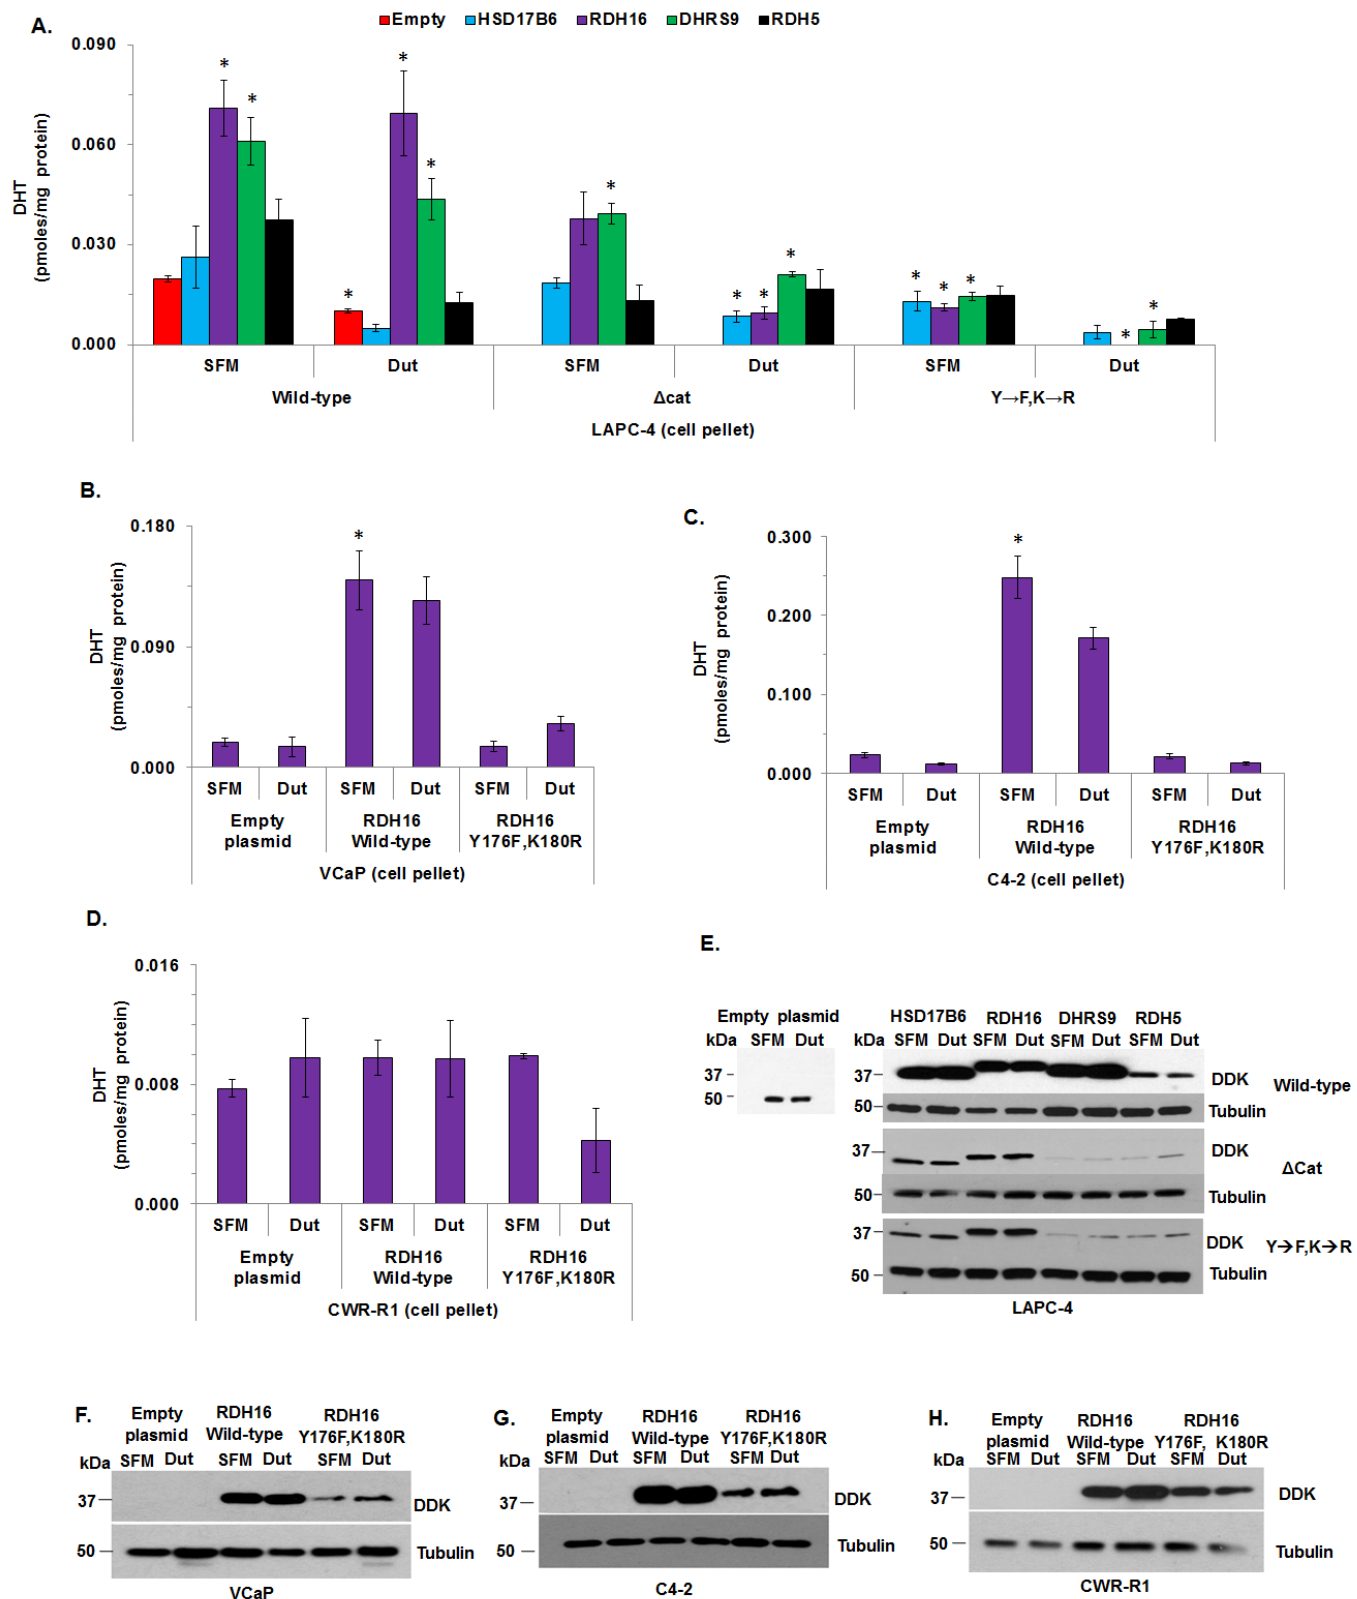 Empty HSD17B6 RDH16 DHRS9 RDH5
A.
0.090
0.060
0.030
0.000
DHT
(pmoles/mg protein)
* * * * * * * * * * * * * *
SFM Dut SFM Dut SFM Dut
Wild-type Δcat Y→F,K→R
LAPC-4 (cell pellet)
B.
0.180
0.090
0.000
DHT
(pmoles/mg protein)
*
SFM Dut SFM Dut SFM Dut
Empty plasmid RDH16 Wild-type RDH16 Y176F,K180R
VCaP (cell pellet)
C.
0.300
0.200
0.100
0.000
DHT
(pmoles/mg protein)
*
SFM Dut SFM Dut SFM Dut
Empty plasmid RDH16 Wild-type RDH16 Y176F,K180R
C4-2 (cell pellet)
D.
0.016
0.008
0.000
DHT
(pmoles/mg protein)
SFM Dut SFM Dut SFM Dut
Empty plasmid RDH16 Wild-type RDH16 Y176F,K180R
CWR-R1 (cell pellet)
E.
Empty plasmid
kDa SFM Dut
37
50
HSD17B6 RDH16 DHRS9 RDH5
SFM Dut SFM Dut SFM Dut SFM Dut
37 DDK Wild-type
50 Tubulin
37 DDK ΔCat
50 Tubulin
37 DDK Y→F,K→R
50 Tubulin
LAPC-4
F.
Empty plasmid RDH16 Wild-type RDH16 Y176F,K180R
kDa SFM Dut SFM Dut SFM Dut
37 DDK
50 Tubulin
VCaP
G.
Empty plasmid RDH16 Wild-type RDH16 Y176F,K180R
kDa SFM Dut SFM Dut SFM Dut
37 DDK
50 Tubulin
C4-2
H.
Empty plasmid RDH16 Wild-type RDH16 Y176F, K180R
kDa SFM Dut SFM Dut SFM Dut
37 DDK
50 Tubulin
CWR-R1